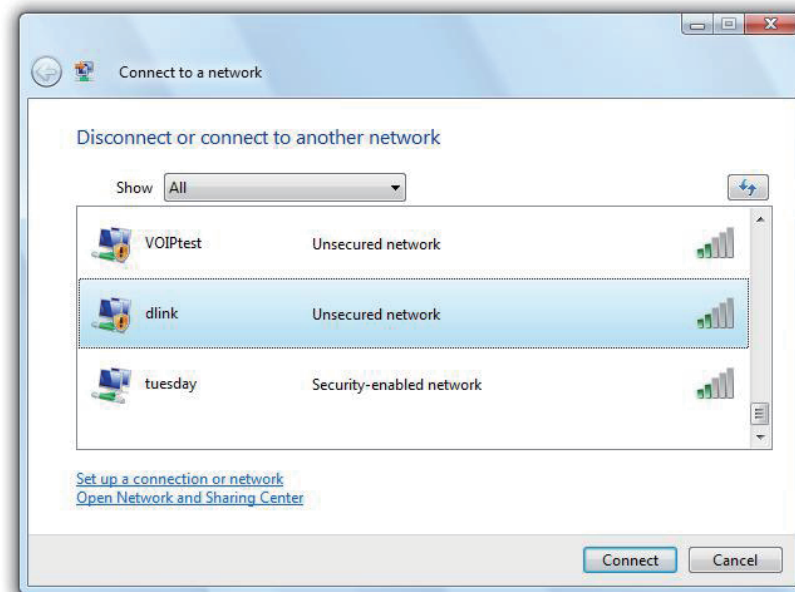 Connect to a network
Disconnect or connect to another network
Show All
VOIPtest Unsecured network
dlink Unsecured network
tuesday Security-enabled network
Set up a connection or network
Open Network and Sharing Center
Connect Cancel